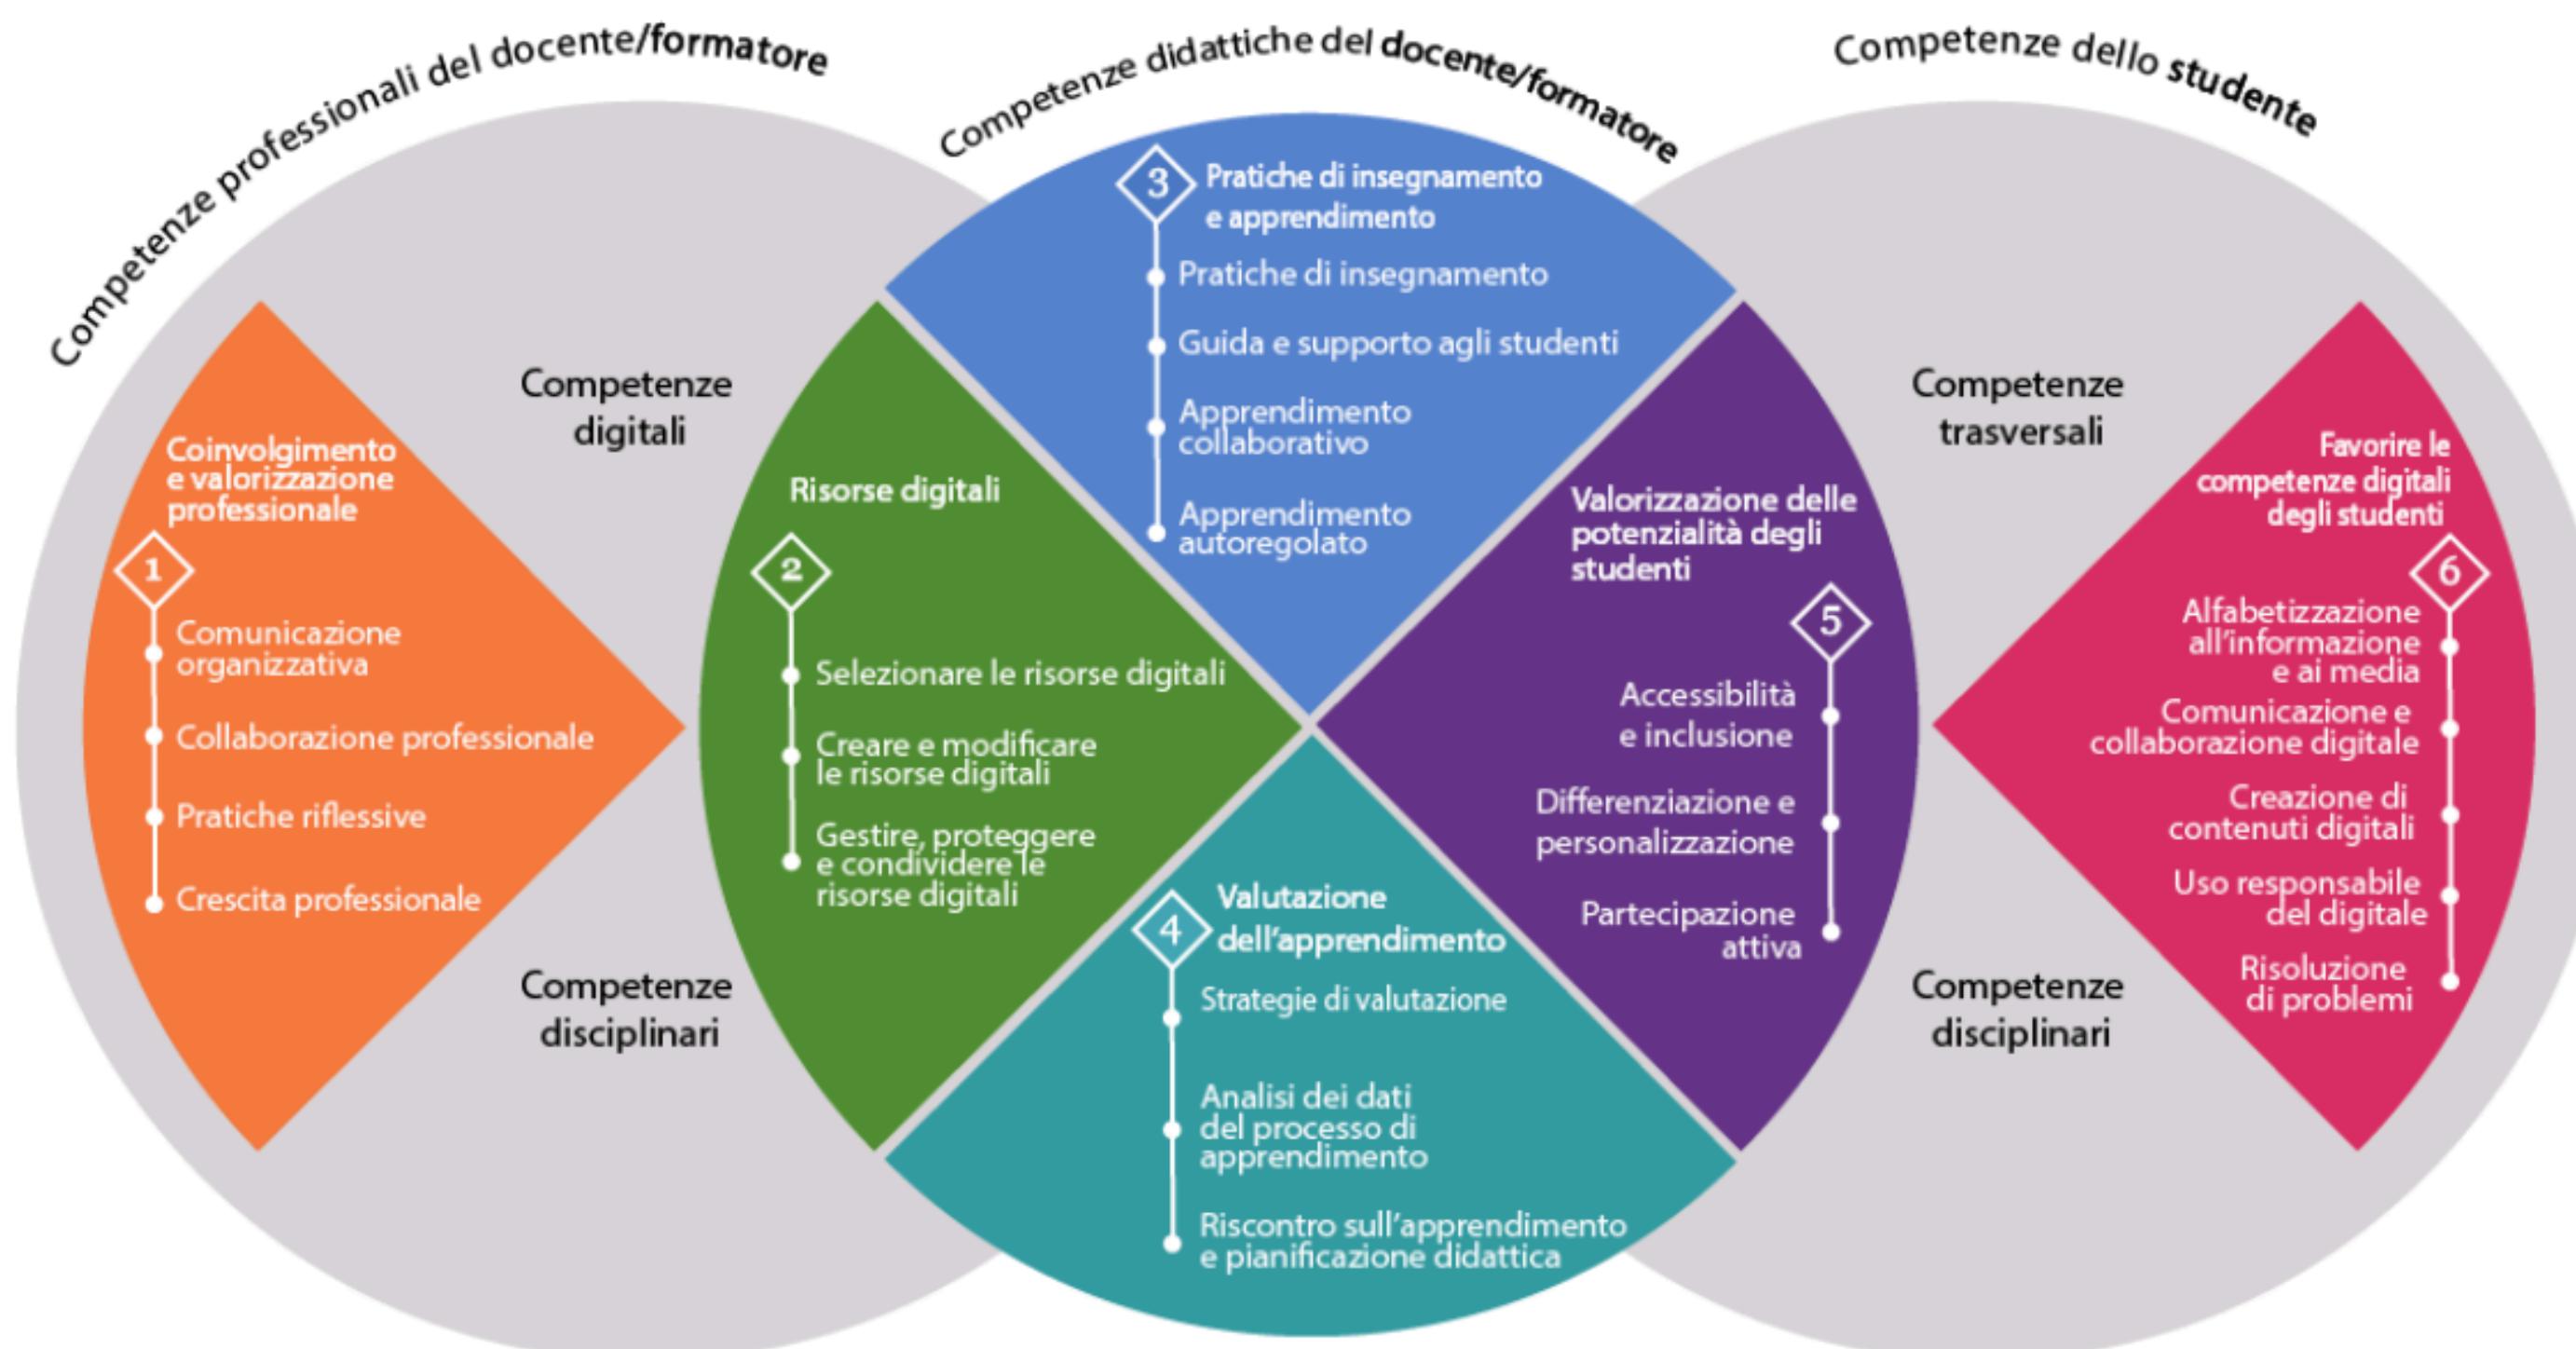 Competenze professionali del docente/formatore
Competenze didattiche del docente/formatore
Competenze dello studente
Coinvolgimento
e valorizzazione
professionale
1
Comunicazione
organizzativa
Collaborazione professionale
Pratiche riflessive
Crescita professionale
Competenze
digitali
Competenze
disciplinari
Risorse digitali
2
Selezionare le risorse digitali
Creare e modificare
le risorse digitali
Gestire, proteggere
e condividere le
risorse digitali
3
Pratiche di insegnamento
e apprendimento
Pratiche di insegnamento
Guida e supporto agli studenti
Apprendimento
collaborativo
Apprendimento
autoregolato
4
Valutazione
dell'apprendimento
Strategie di valutazione
Analisi dei dati
del processo di
apprendimento
Riscontro sull'apprendimento
e pianificazione didattica
Valorizzazione delle
potenzialità degli
studenti
5
Accessibilità
e inclusione
Differenziazione e
personalizzazione
Partecipazione
attiva
Competenze
trasversali
Competenze
disciplinari
Favorire le
competenze digitali
degli studenti
6
Alfabetizzazione
all'informazione
e ai media
Comunicazione e
collaborazione digitale
Creazione di
contenuti digitali
Uso responsabile
del digitale
Risoluzione
di problemi